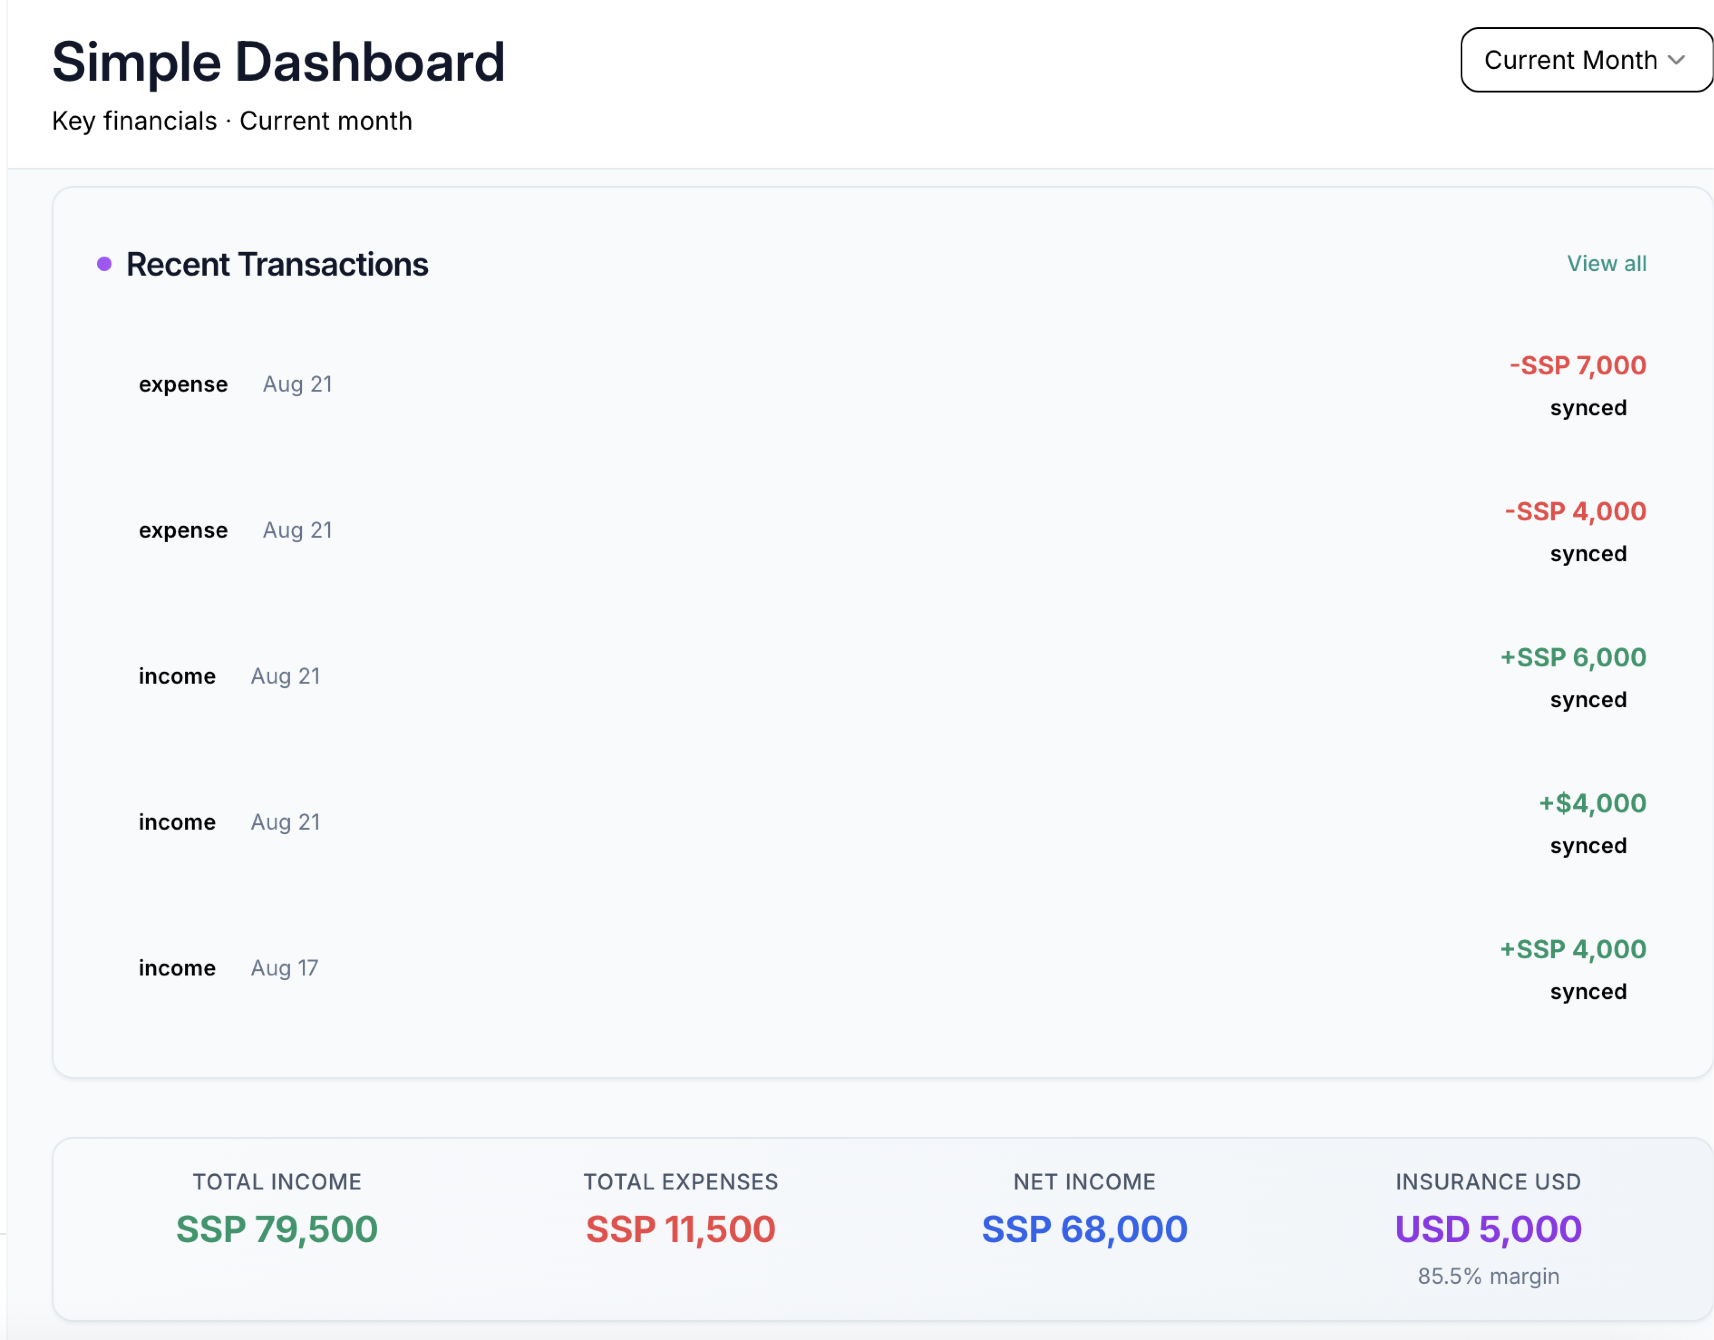 Simple Dashboard
Current Month
Key financials · Current month
Recent Transactions
View all
expense Aug 21
-SSP 7,000
synced
expense Aug 21
-SSP 4,000
synced
income Aug 21
+SSP 6,000
synced
income Aug 21
+$4,000
synced
income Aug 17
+SSP 4,000
synced
TOTAL INCOME
SSP 79,500
TOTAL EXPENSES
SSP 11,500
NET INCOME
SSP 68,000
INSURANCE USD
USD 5,000
85.5% margin